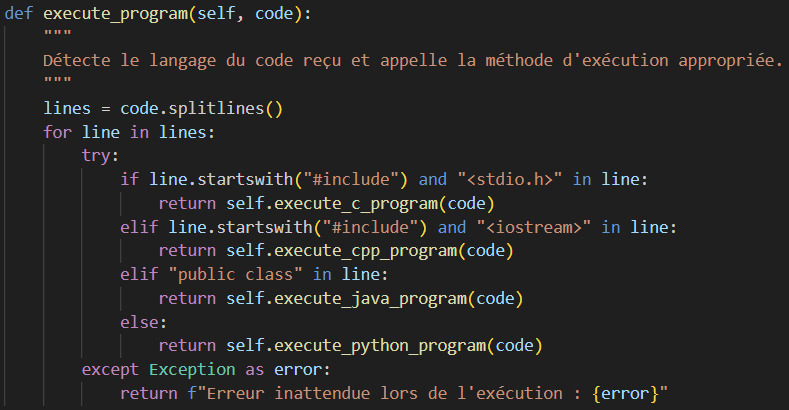 def execute_program(self, code):
    """
    Détecte le langage du code reçu et appelle la méthode d'exécution appropriée.
    """
    lines = code.splitlines()
    for line in lines:
        try:
            if line.startswith("#include") and "<stdio.h>" in line:
                return self.execute_c_program(code)
            elif line.startswith("#include") and "<iostream>" in line:
                return self.execute_cpp_program(code)
            elif "public class" in line:
                return self.execute_java_program(code)
            else:
                return self.execute_python_program(code)
        except Exception as error:
            return f"Erreur inattendue lors de l'exécution : {error}"